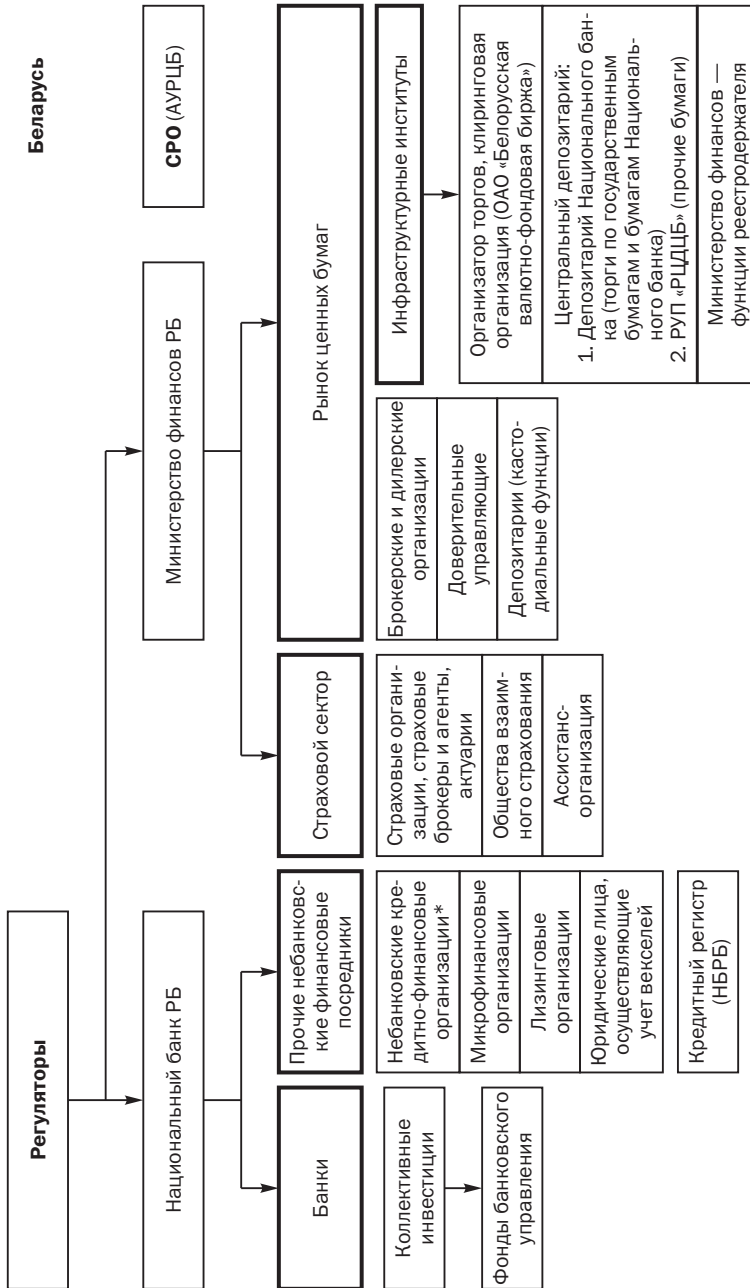 Беларусь
Регуляторы
Национальный банк РБ
Министерство финансов РБ
СРО (АУРЦБ)
Банки
Прочие небанковс-
кие финансовые
посредники
Страховой сектор
Рынок ценных бумаг
Коллективные
инвестиции
Фонды банковского
управления
Небанковские кре-
дитно-финансовые
организации*
Микрофинансовые
организации
Лизинговые
организации
Юридические лица,
осуществляющие
учет векселей
Кредитный регистр
(НБРБ)
Страховые органи-
зации, страховые
брокеры и агенты,
актуарии
Общества взаим-
ного страхования
Ассистанс-
организация
Брокерские и дилерские
организации
Доверительные
управляющие
Депозитарии (касто-
диальные функции)
Инфраструктурные институты
Организатор торгов, клиринговая
организация (ОАО «Белорусская
валютно-фондовая биржа»)
Центральный депозитарий:
1. Депозитарий Национального бан-
ка (торги по государственным
бумагам и бумагам Националь-
ного банка)
2. РУП «РЦДЦБ» (прочие бумаги)
Министерство финансов —
функции реестродержателя